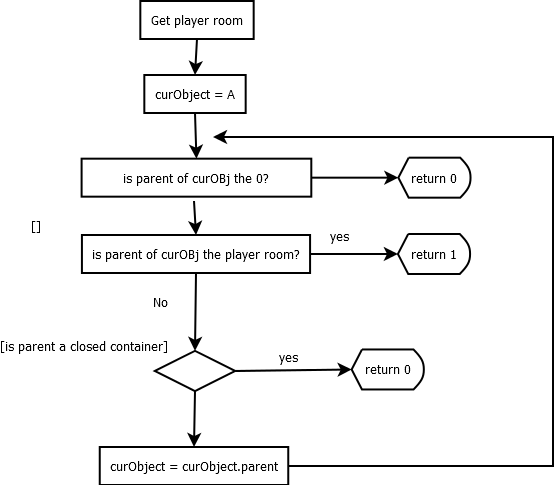 Get player room
curObject = A
is parent of curOBj the 0?
return 0
[]
is parent of curOBj the player room?
yes
return 1
No
[is parent a closed container]
yes
return 0
curObject = curObject.parent